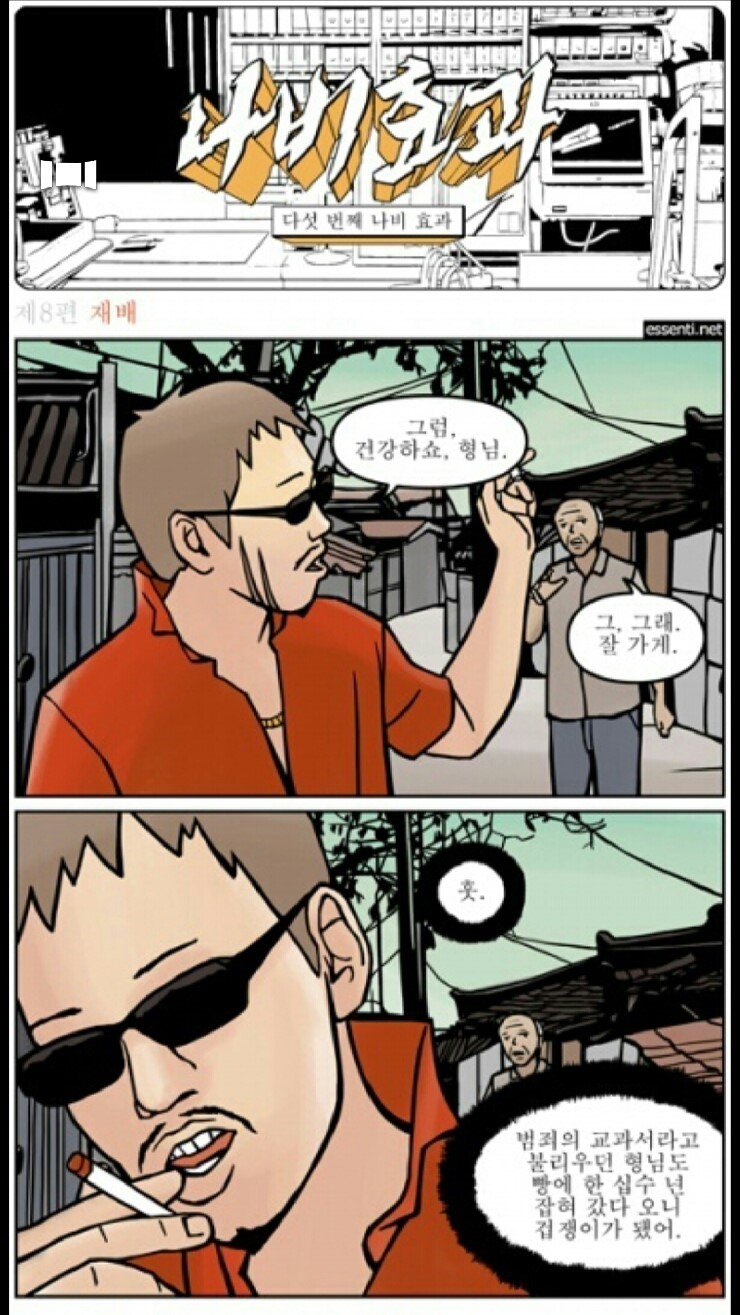 나비효과
다섯 번째 나비 효과
제8편 재배
essenti.net
그럼,
건강하쇼, 형님.
그, 그래.
잘 가게.
훗.
범죄의 교과서라고
불리우던 형님도
빵에 한 십수 년
잡혀 갔다 오니
겁쟁이가 됐어.